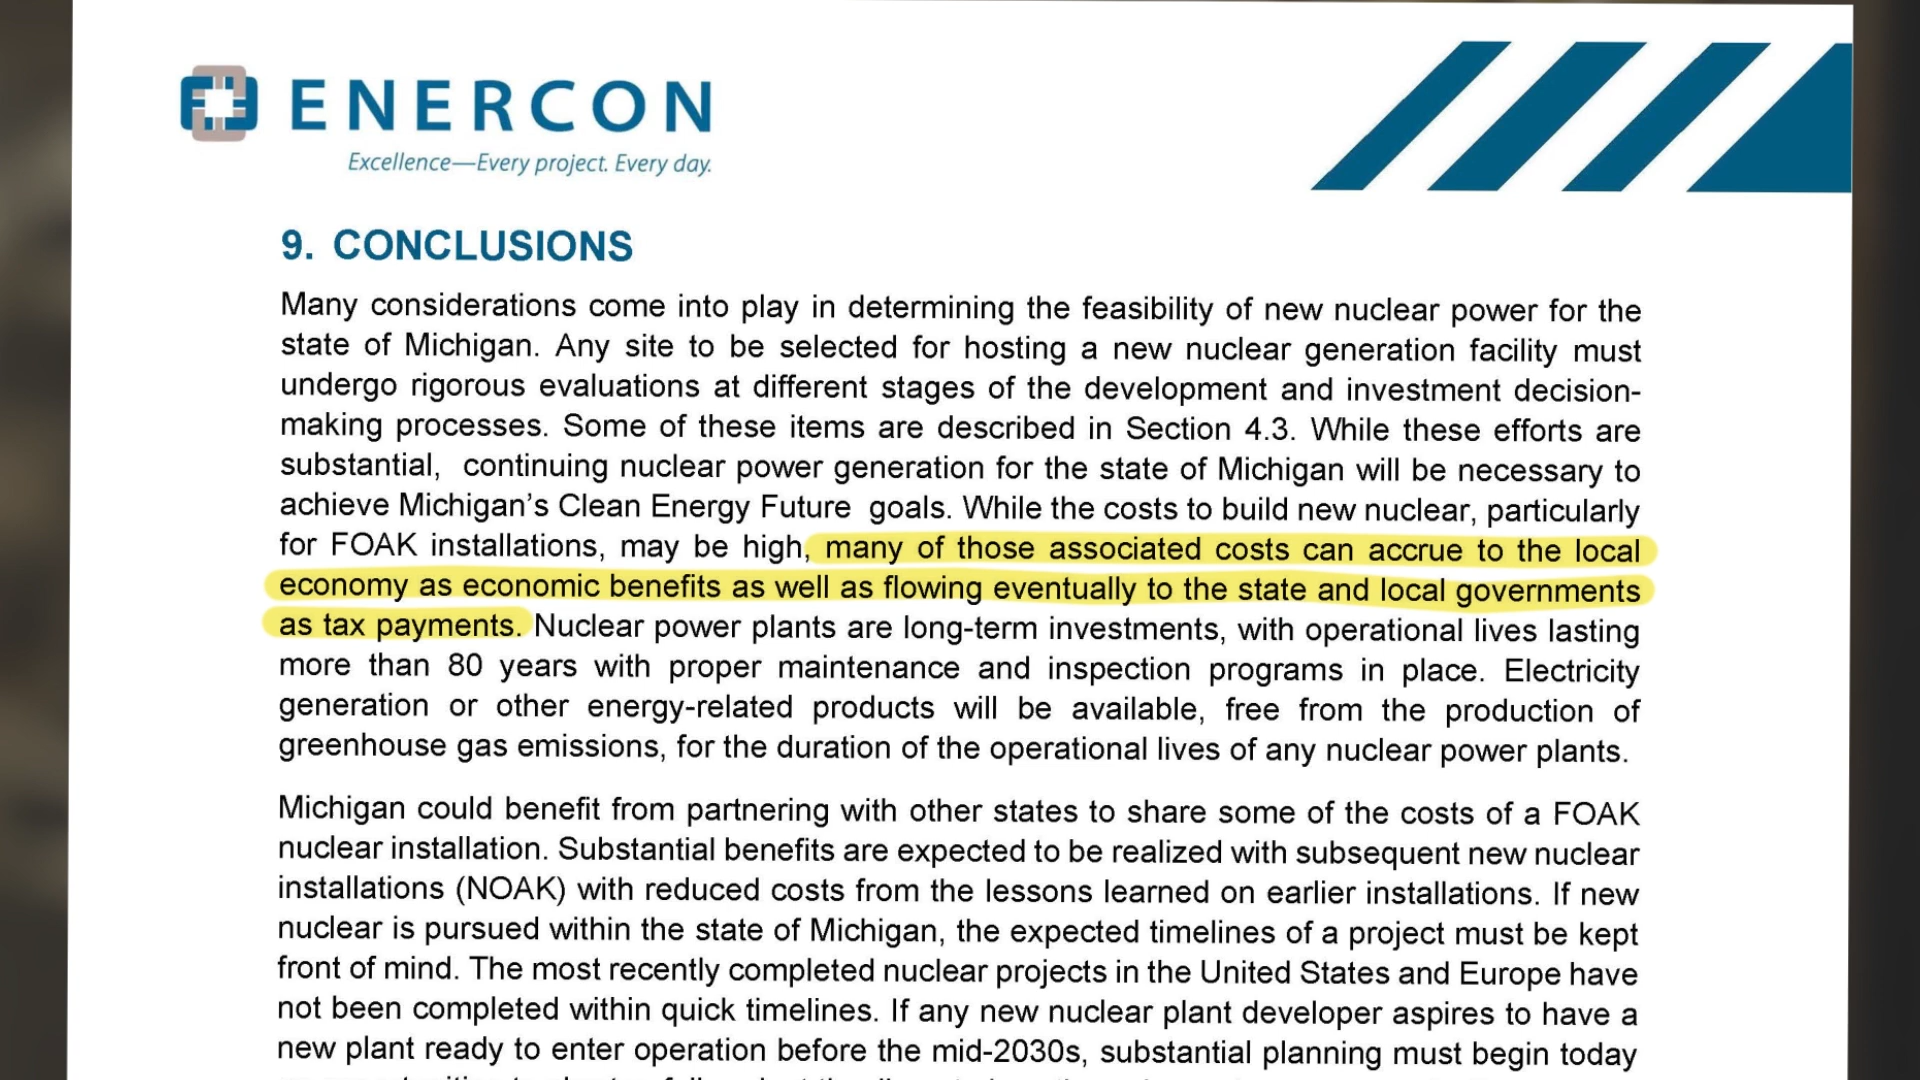 ENERCON
Excellence—Every project. Every day.
9. CONCLUSIONS
Many considerations come into play in determining the feasibility of new nuclear power for the
state of Michigan. Any site to be selected for hosting a new nuclear generation facility must
undergo rigorous evaluations at different stages of the development and investment decision-
making processes. Some of these items are described in Section 4.3. While these efforts are
substantial, continuing nuclear power generation for the state of Michigan will be necessary to
achieve Michigan's Clean Energy Future goals. While the costs to build new nuclear, particularly
for FOAK installations, may be high, many of those associated costs can accrue to the local
economy as economic benefits as well as flowing eventually to the state and local governments
as tax payments. Nuclear power plants are long-term investments, with operational lives lasting
more than 80 years with proper maintenance and inspection programs in place. Electricity
generation or other energy-related products will be available, free from the production of
greenhouse gas emissions, for the duration of the operational lives of any nuclear power plants.
Michigan could benefit from partnering with other states to share some of the costs of a FOAK
nuclear installation. Substantial benefits are expected to be realized with subsequent new nuclear
installations (NOAK) with reduced costs from the lessons learned on earlier installations. If new
nuclear is pursued within the state of Michigan, the expected timelines of a project must be kept
front of mind. The most recently completed nuclear projects in the United States and Europe have
not been completed within quick timelines. If any new nuclear plant developer aspires to have a
new plant ready to enter operation before the mid-2030s, substantial planning must begin today